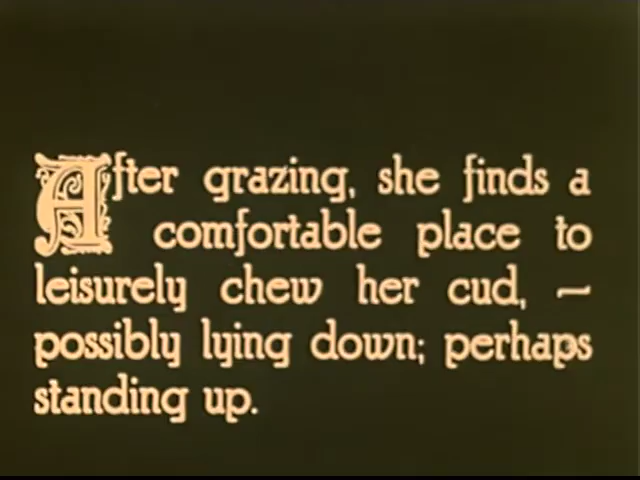 After grazing, she finds a
comfortable place to
leisurely chew her cud, —
possibly lying down; perhaps
standing up.